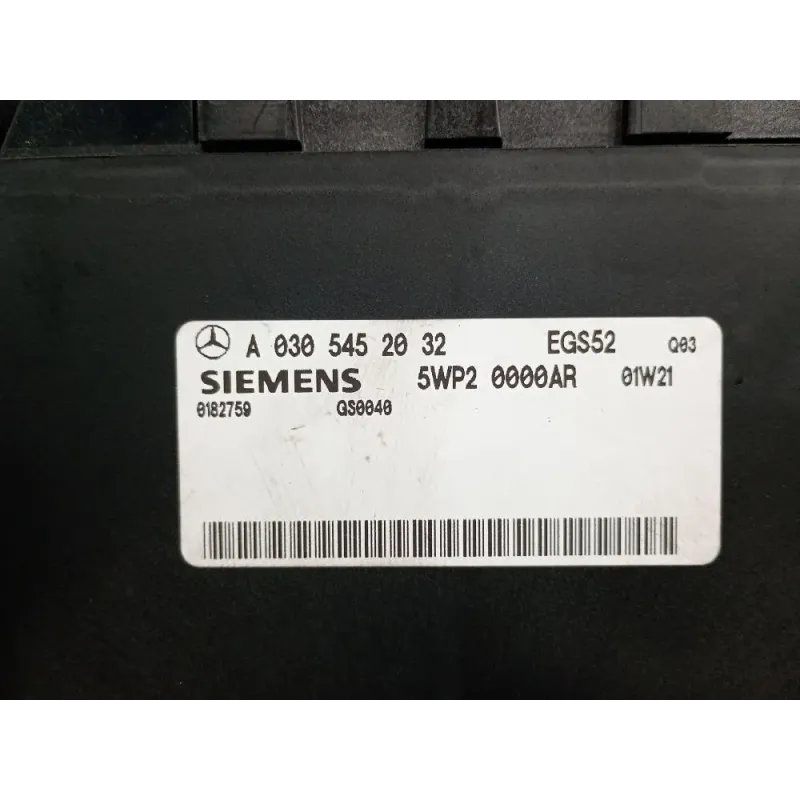 A 030 545 20 32 EGS52 Q03
SIEMENS 5WP2 0000AR 01W21
0182759 GS0040